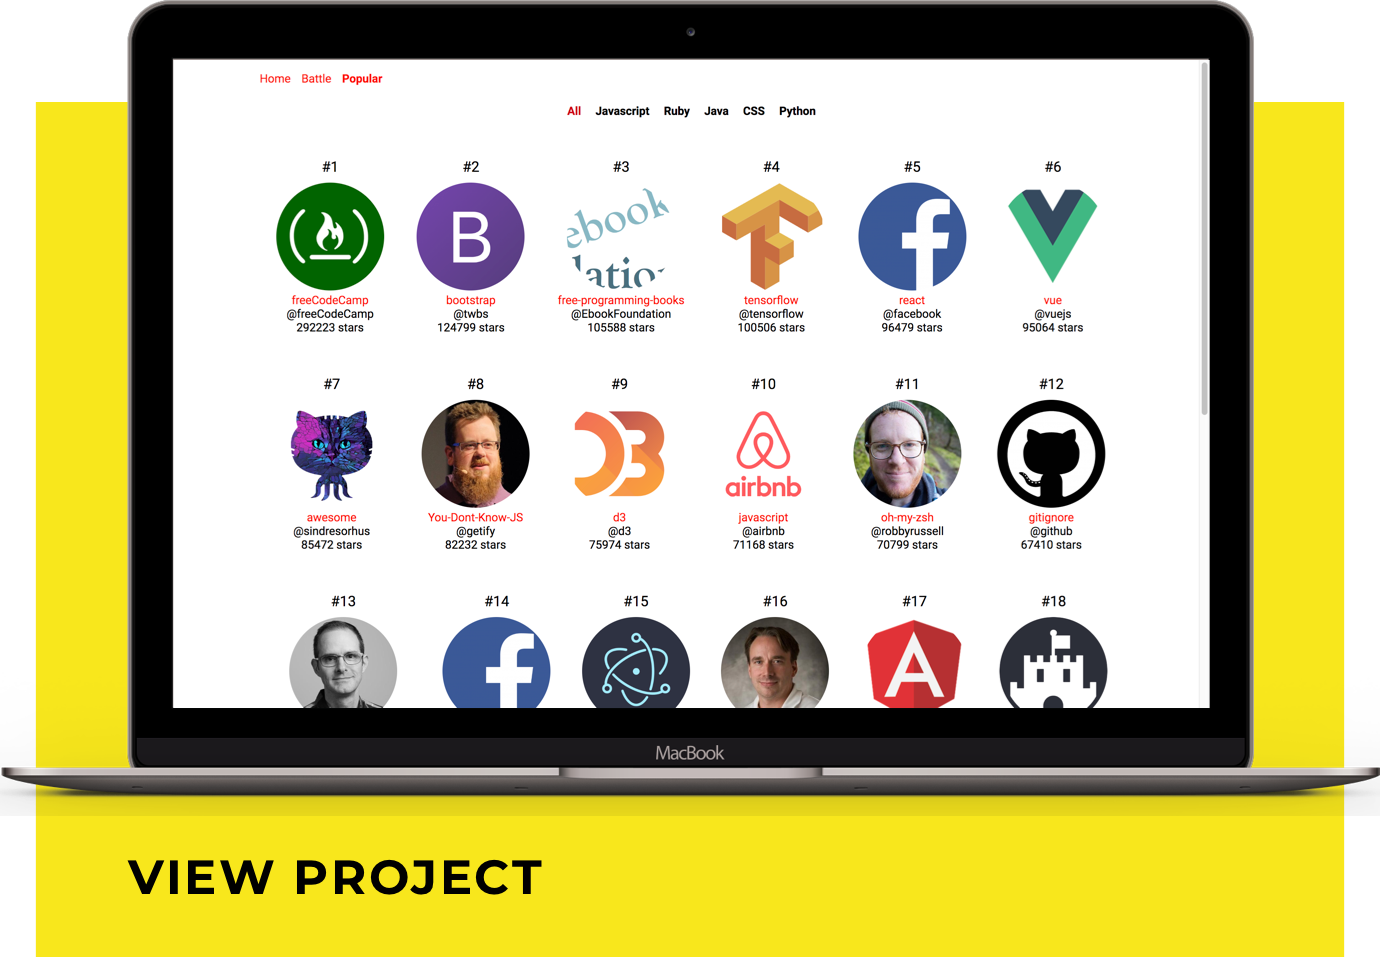 Home Battle Popular
All Javascript Ruby Java CSS Python
#1 #2 #3 #4 #5 #6
B
ebook
lation
freeCodeCamp bootstrap free-programming-books tensorflow react vue
@freeCodeCamp @twbs @EbookFoundation @tensorflow @facebook @vuejs
292223 stars 124799 stars 105588 stars 100506 stars 96479 stars 95064 stars
#7 #8 #9 #10 #11 #12
airbnb
awesome You-Dont-Know-JS d3 javascript oh-my-zsh gitignore
@sindresorhus @getify @d3 @airbnb @robbyrussell @github
85472 stars 82232 stars 75974 stars 71168 stars 70799 stars 67410 stars
#13 #14 #15 #16 #17 #18
A
MacBook
VIEW PROJECT